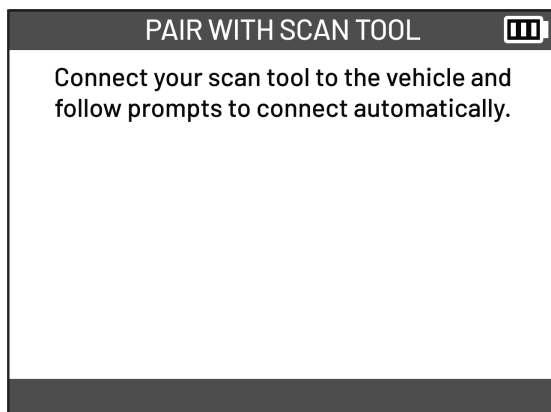 PAIR WITH SCAN TOOL
Connect your scan tool to the vehicle and
follow prompts to connect automatically.